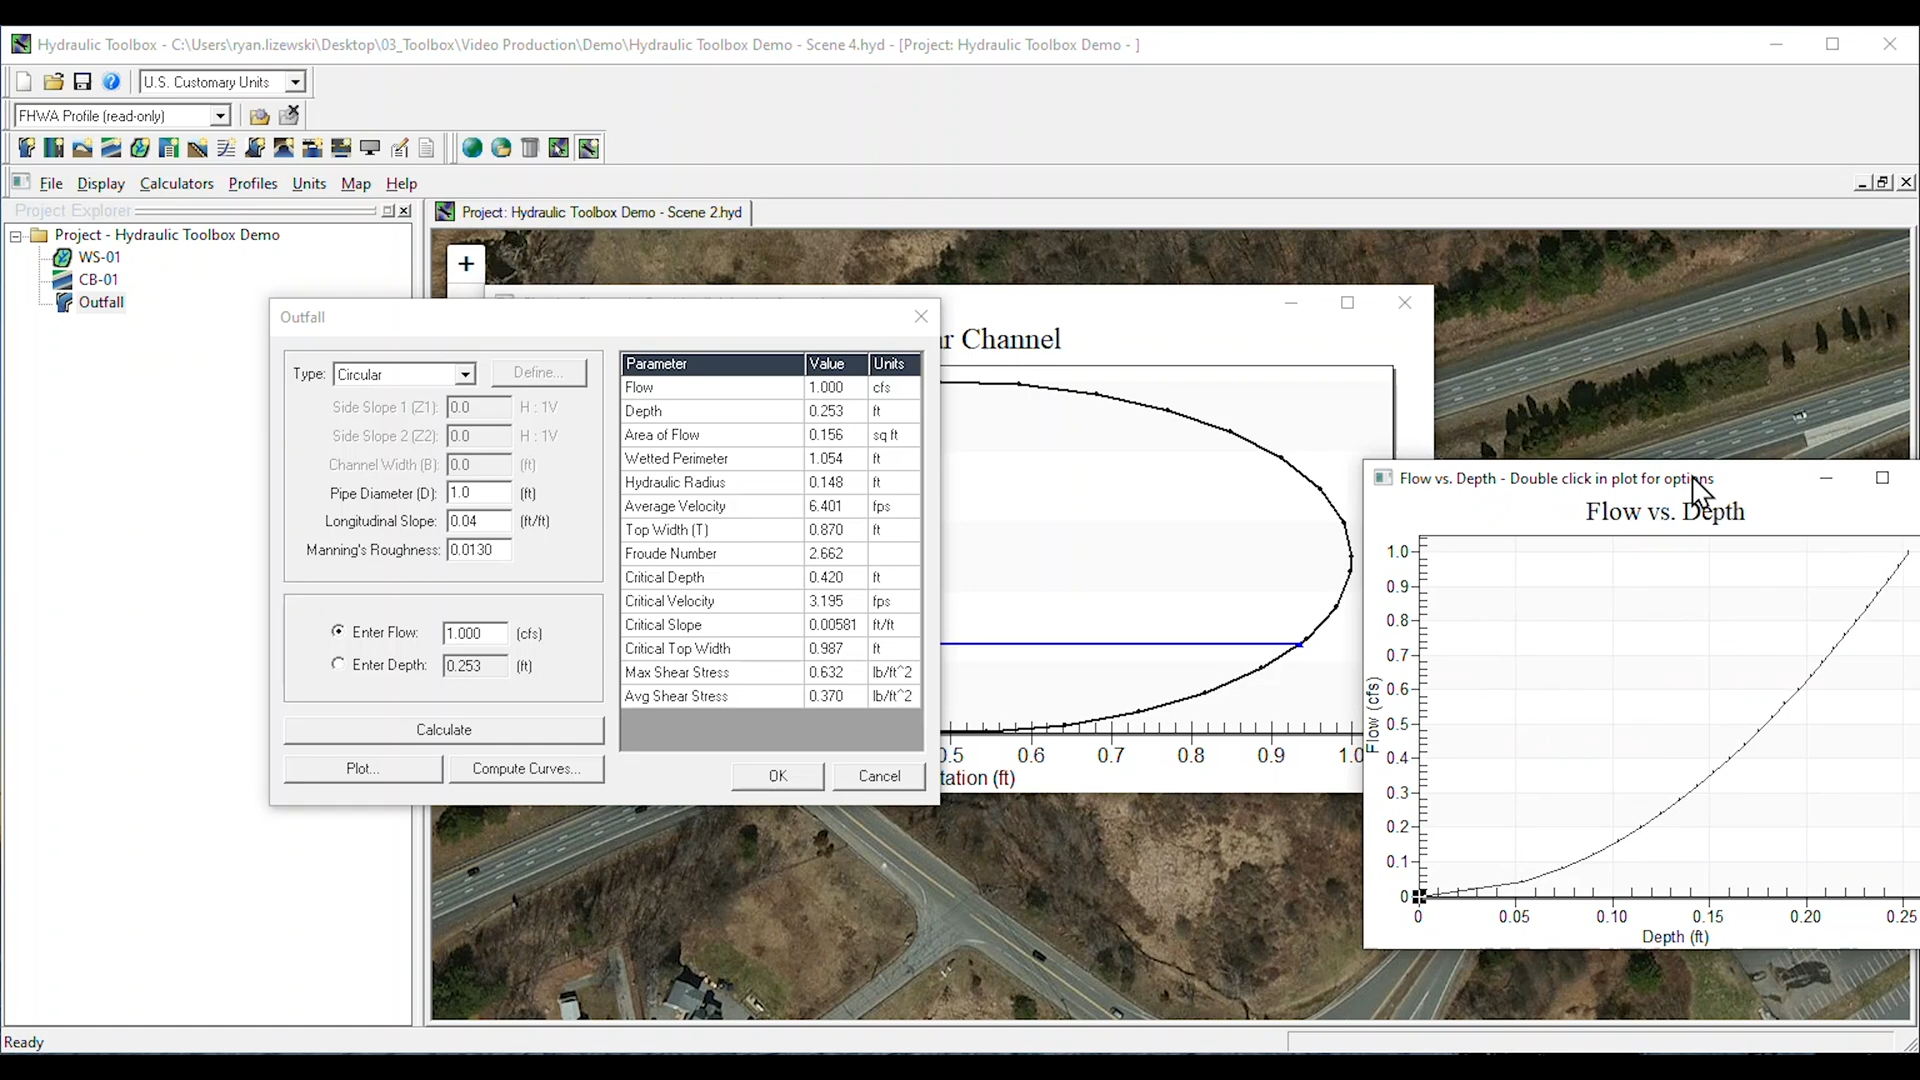 Hydraulic Toolbox - C:\Users\ryan.lizewski\Desktop\03_Toolbox\Video Production\Demo\Hydraulic Toolbox Demo - Scene 4.hyd - [Project: Hydraulic Toolbox Demo - ]
U.S. Customary Units
FHWA Profile (read-only)
File Display Calculators Profiles Units Map Help
Project Explorer
Project: Hydraulic Toolbox Demo - Scene 2.hyd
Project - Hydraulic Toolbox Demo
WS-01
CB-01
Outfall
+
Outfall
Type: Circular Define...
Side Slope 1 (Z1): 0.0 H : 1V
Side Slope 2 (Z2): 0.0 H : 1V
Channel Width (B): 0.0 (ft)
Pipe Diameter (D): 1.0 (ft)
Longitudinal Slope: 0.04 (ft/ft)
Manning's Roughness: 0.0130
Enter Flow: 1.000 (cfs)
Enter Depth: 0.253 (ft)
Calculate
Plot... Compute Curves...
Parameter Value Units
Flow 1.000 cfs
Depth 0.253 ft
Area of Flow 0.156 sq ft
Wetted Perimeter 1.054 ft
Hydraulic Radius 0.148 ft
Average Velocity 6.401 fps
Top Width (T) 0.870 ft
Froude Number 2.662
Critical Depth 0.420 ft
Critical Velocity 3.195 fps
Critical Slope 0.00581 ft/ft
Critical Top Width 0.987 ft
Max Shear Stress 0.632 lb/ft^2
Avg Shear Stress 0.370 lb/ft^2
OK Cancel
r Channel
0.5 0.6 0.7 0.8 0.9 1.0
tation (ft)
Flow vs. Depth - Double click in plot for options
Flow vs. Depth
Flow (cfs)
1.0
0.9
0.8
0.7
0.6
0.5
0.4
0.3
0.2
0.1
0
0 0.05 0.10 0.15 0.20 0.25
Depth (ft)
Ready